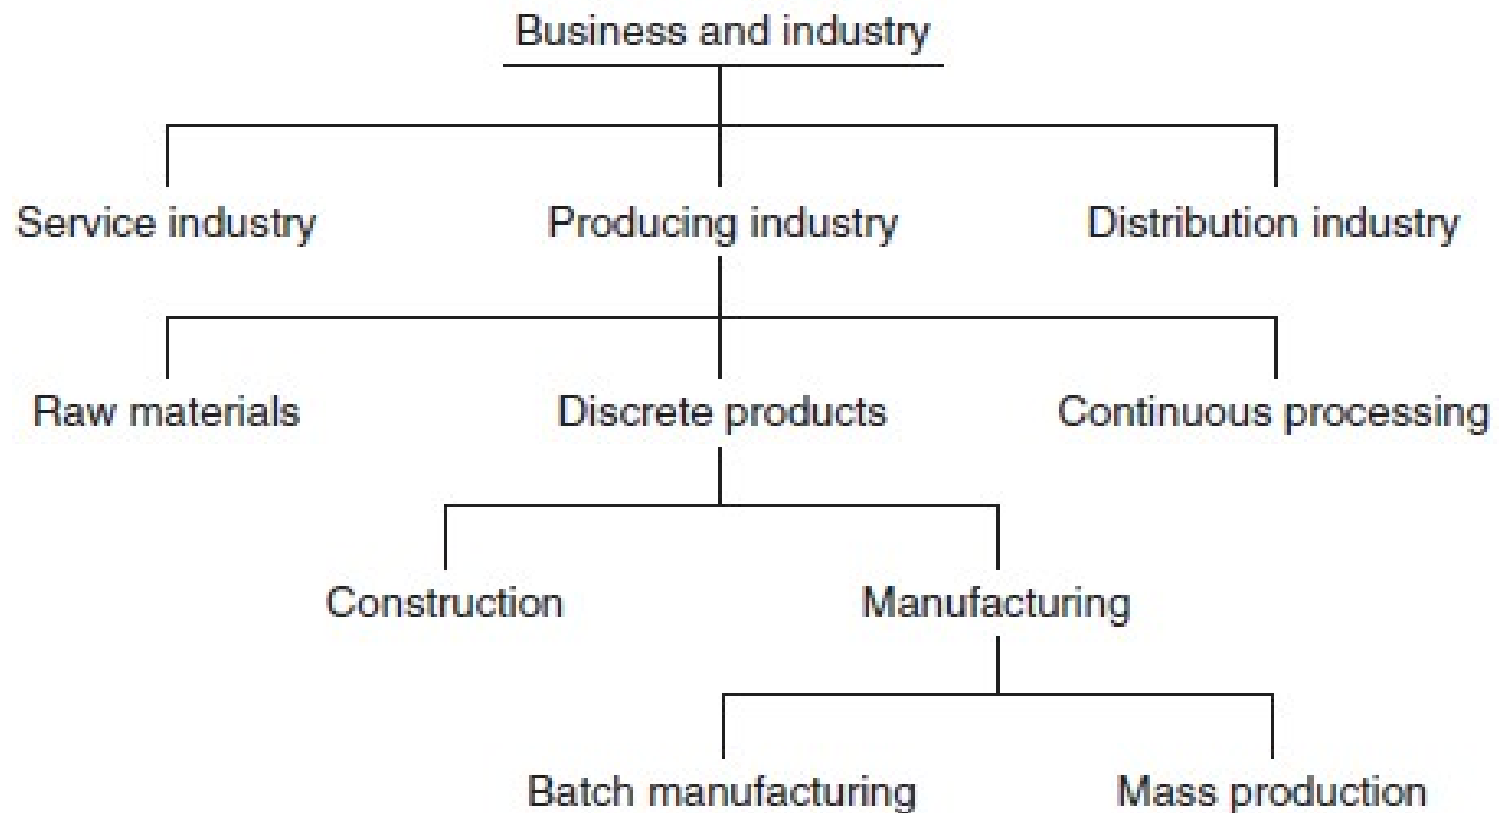 Business and industry
Service industry
Producing industry
Distribution industry
Raw materials
Discrete products
Continuous processing
Construction
Manufacturing
Batch manufacturing
Mass production